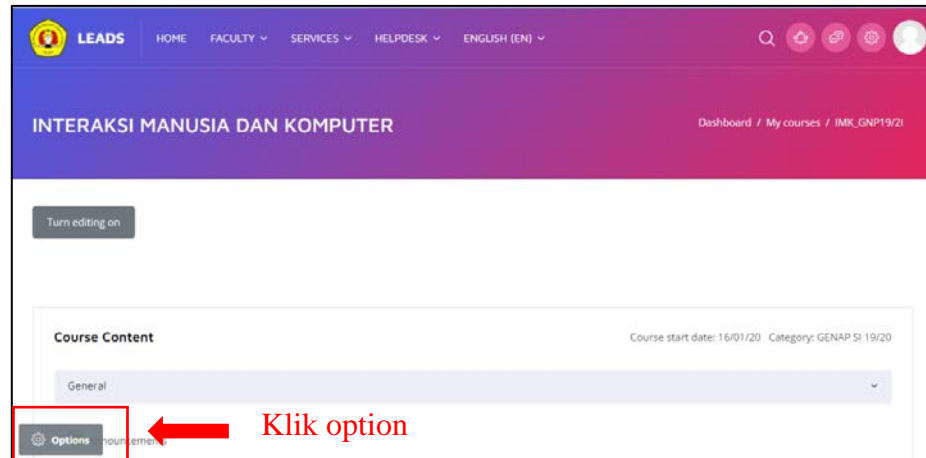 LEADS HOME FACULTY SERVICES HELPDESK ENGLISH (EN)
INTERAKSI MANUSIA DAN KOMPUTER Dashboard / My courses / IMK_GNP19/2
Turn editing on
Course Content Course start date: 16/01/20 Category: GENAP SI 19/20
General
Options nouncements
Klik option